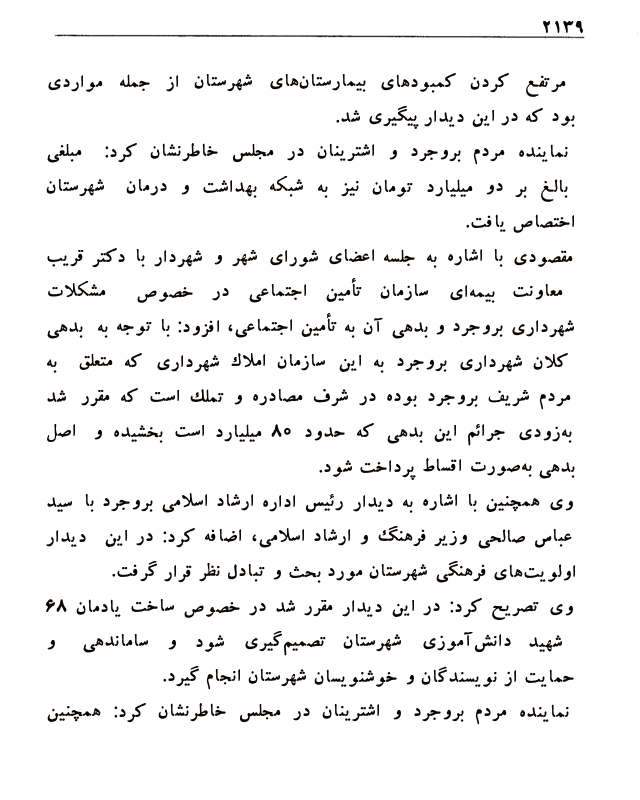 ۲۱۳۹
مرتفع کردن کمبودهای بیمارستان‌های شهرستان از جمله مواردی
بود که در این دیدار پیگیری شد.
نماینده مردم بروجرد و اشترینان در مجلس خاطرنشان کرد: مبلغی
بالغ بر دو میلیارد تومان نیز به شبکه بهداشت و درمان شهرستان
اختصاص یافت.
مقصودی با اشاره به جلسه اعضای شورای شهر و شهردار با دکتر قریب
معاونت بیمه‌ای سازمان تأمین اجتماعی در خصوص مشکلات
شهرداری بروجرد و بدهی آن به تأمین اجتماعی، افزود: با توجه به بدهی
کلان شهرداری بروجرد به این سازمان املاك شهرداری که متعلق به
مردم شریف بروجرد بوده در شرف مصادره و تملك است که مقرر شد
به‌زودی جرائم این بدهی که حدود ۸۰ میلیارد است بخشیده و اصل
بدهی به‌صورت اقساط پرداخت شود.
وی همچنین با اشاره به دیدار رئیس اداره ارشاد اسلامی بروجرد با سید
عباس صالحی وزیر فرهنگ و ارشاد اسلامی، اضافه کرد: در این دیدار
اولویت‌های فرهنگی شهرستان مورد بحث و تبادل نظر قرار گرفت.
وی تصریح کرد: در این دیدار مقرر شد در خصوص ساخت یادمان ۶۸
شهید دانش‌آموزی شهرستان تصمیم‌گیری شود و ساماندهی و
حمایت از نویسندگان و خوشنویسان شهرستان انجام گیرد.
نماینده مردم بروجرد و اشترینان در مجلس خاطرنشان کرد: همچنین